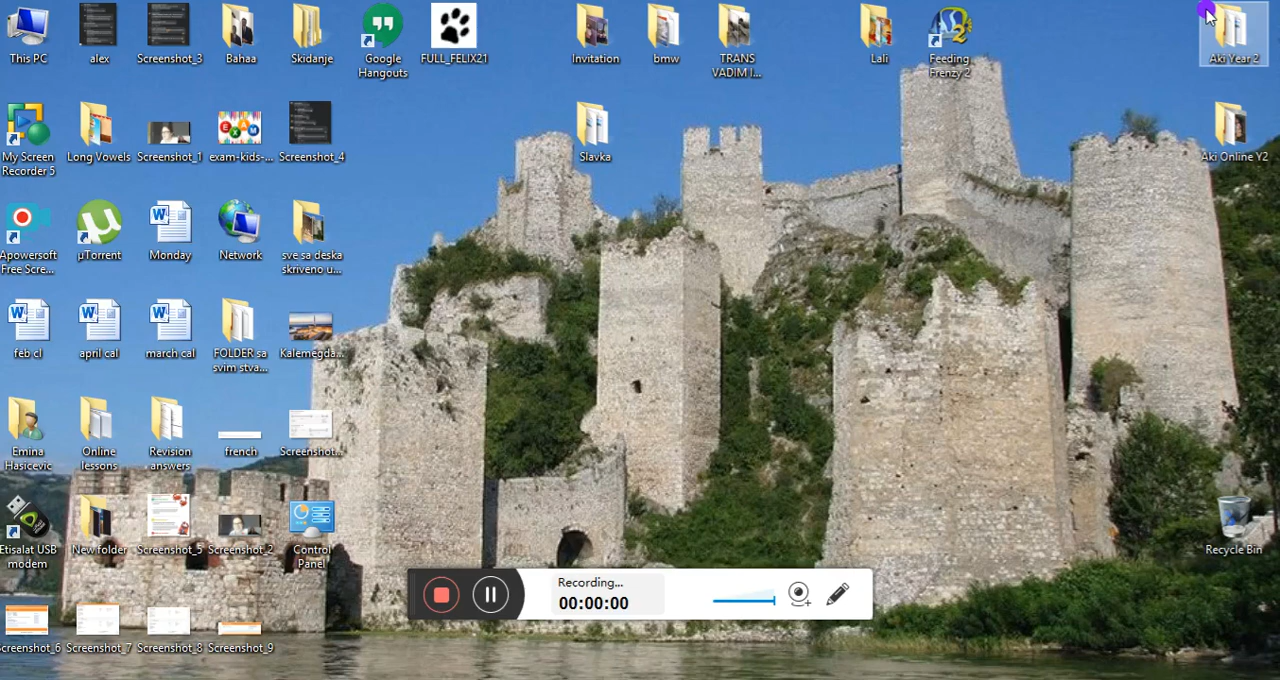 This PC
alex
Screenshot_3
Bahaa
Skidanje
Google
Hangouts
FULL_FELIX21
Invitation
bmw
TRANS
VADIM I...
Lali
Feeding
Frenzy 2
Aki Year 2
My Screen
Recorder 5
Long Vowels
Screenshot_1
exam-kids-...
Screenshot_4
Slavka
Aki Online Y2
Apowersoft
Free Scre...
µTorrent
Monday
Network
sve sa deska
skriveno u...
feb cl
april cal
march cal
FOLDER sa
svim stva...
Kalemegda...
Emina
Hasicevic
Online
lessons
Revision
answers
french
Screenshot...
Etisalat USB
modem
New folder
Screenshot_5
Screenshot_2
Control
Panel
Recycle Bin
Recording...
00:00:00
Screenshot_6
Screenshot_7
Screenshot_8
Screenshot_9